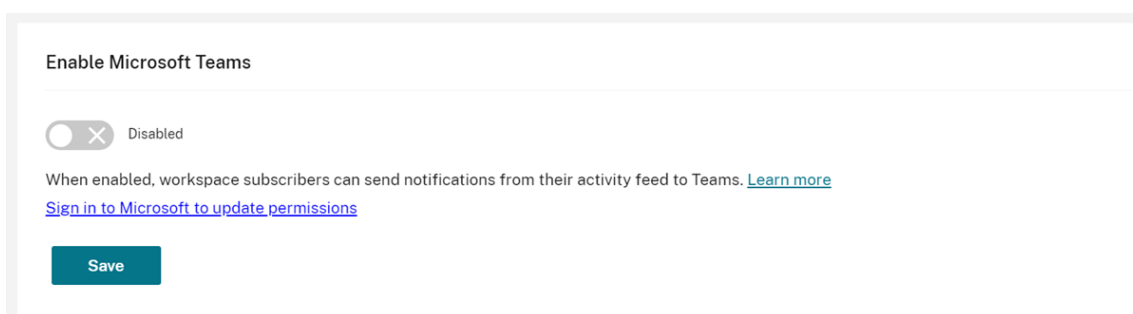 Enable Microsoft Teams
Disabled
When enabled, workspace subscribers can send notifications from their activity feed to Teams. Learn more
Sign in to Microsoft to update permissions
Save